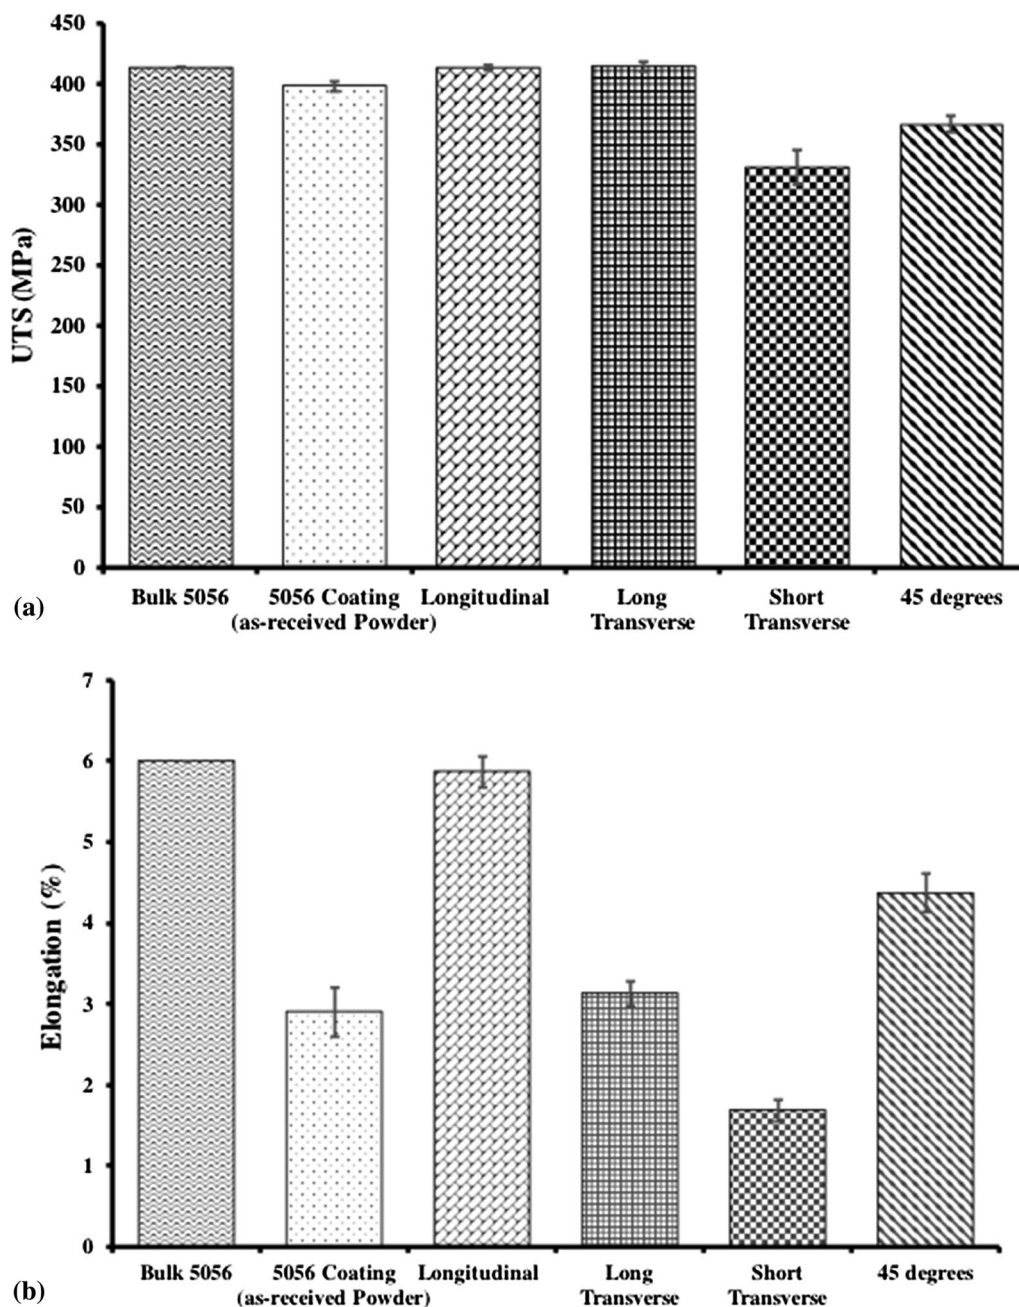 450
400
350
300
250
200
150
100
50
0
UTS (MPa)
Bulk 5056
5056 Coating
(as-received Powder)
Longitudinal
Long
Transverse
Short
Transverse
45 degrees
(a)
7
6
5
4
3
2
1
0
Elongation (%)
Bulk 5056
5056 Coating
(as-received Powder)
Longitudinal
Long
Transverse
Short
Transverse
45 degrees
(b)